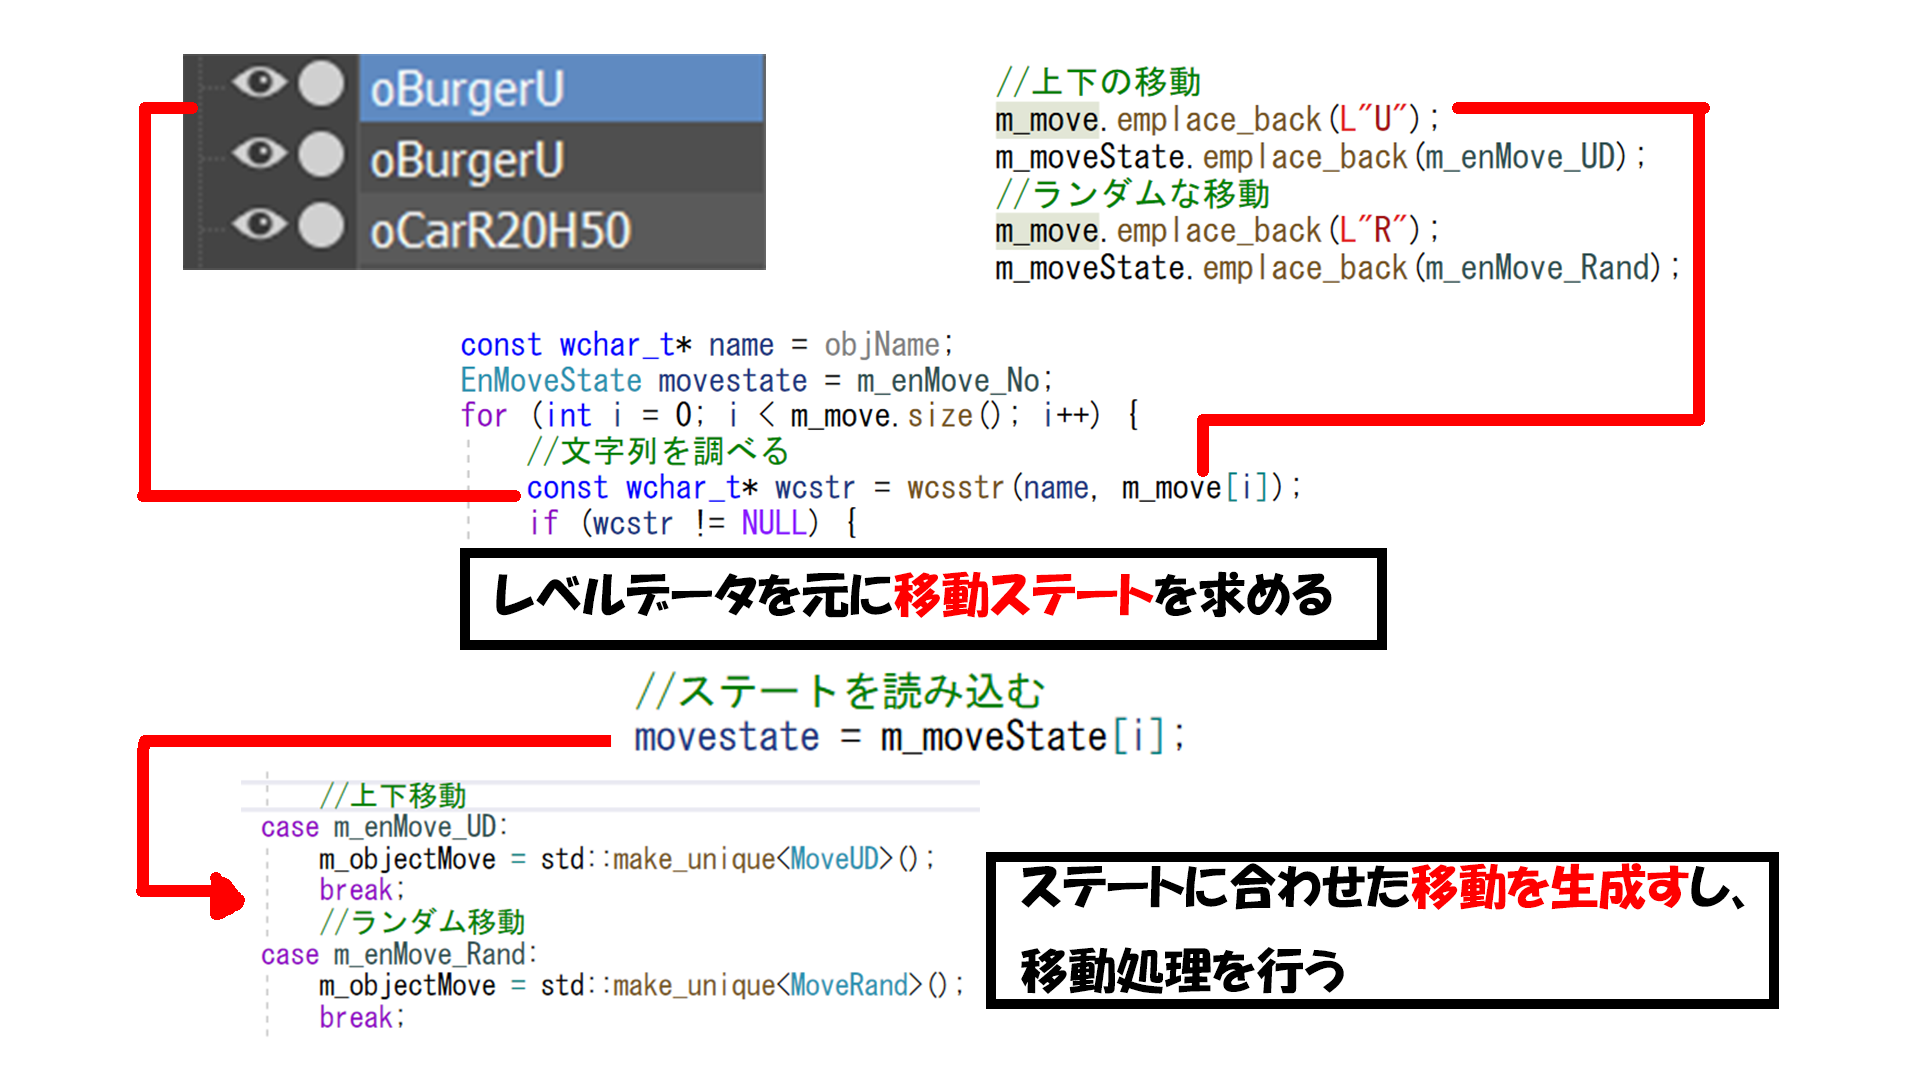 oBurgerU
oBurgerU
oCarR20H50
//上下の移動
m_move.emplace_back(L"U");
m_moveState.emplace_back(m_enMove_UD);
//ランダムな移動
m_move.emplace_back(L"R");
m_moveState.emplace_back(m_enMove_Rand);
const wchar_t* name = objName;
EnMoveState movestate = m_enMove_No;
for (int i = 0; i < m_move.size(); i++) {
//文字列を調べる
const wchar_t* wcstr = wcsstr(name, m_move[i]);
if (wcstr != NULL) {
レベルデータを元に移動ステートを求める
//ステートを読み込む
movestate = m_moveState[i];
//上下移動
case m_enMove_UD:
m_objectMove = std::make_unique<MoveUD>();
break;
//ランダム移動
case m_enMove_Rand:
m_objectMove = std::make_unique<MoveRand>();
break;
ステートに合わせた移動を生成すし、
移動処理を行う